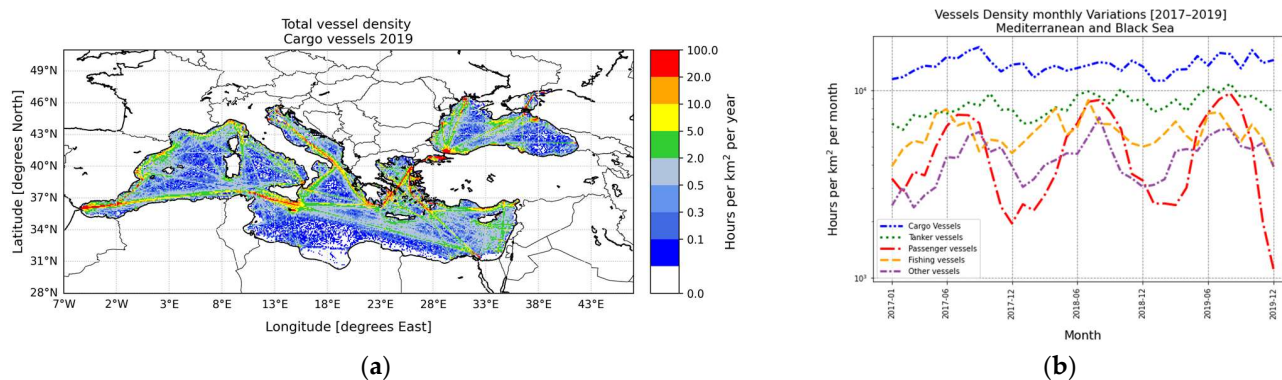 Total vessel density
Cargo vessels 2019
Latitude [degrees North]
49°N
46°N
43°N
40°N
37°N
34°N
31°N
28°N
7°W 2°W 3°E 8°E 13°E 18°E 23°E 28°E 33°E 38°E 43°E
Longitude [degrees East]
100.0
20.0
10.0
5.0
2.0
0.5
0.3
0.1
0.0
Hours per km² per year
(a)
Vessels Density monthly Variations [2017–2019]
Mediterranean and Black Sea
Hours per km² per month
10⁴
10³
Cargo Vessels
Tanker vessels
Passenger vessels
Fishing vessels
Other vessels
2017-01 2017-06 2017-12 2018-06 2018-12 2019-06 2019-12
Month
(b)